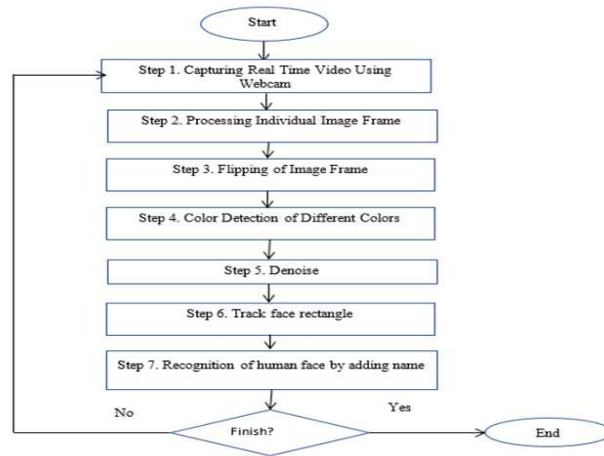 Start
Step 1. Capturing Real Time Video Using
Webcam
Step 2. Processing Individual Image Frame
Step 3. Flipping of Image Frame
Step 4. Color Detection of Different Colors
Step 5. Denoise
Step 6. Track face rectangle
Step 7. Recognition of human face by adding name
No
Yes
Finish?
End